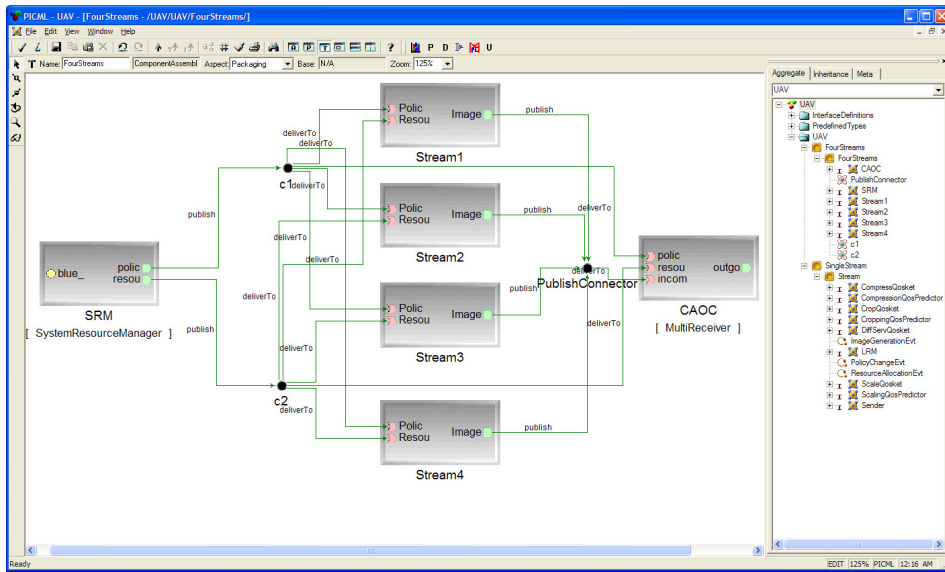 PICML - UAV - [FourStreams - /UAV/UAV/FourStreams/]
File Edit View Window Help
P D U
Name: FourStreams ComponentAssembl Aspect: Packaging Base: N/A Zoom: 125%
Aggregate Inheritance Meta
UAV
UAV
InterfaceDefinitions
PredefinedTypes
UAV
FourStreams
FourStreams
CAOC
PublishConnector
SRM
Stream1
Stream2
Stream3
Stream4
c1
c2
SingleStream
Stream
CompressQosket
CompressionQosPredictor
CropQosket
CroppingQosPredictor
DiffServQosket
ImageGenerationEvt
LRM
PolicyChangeEvt
ResourceAllocationEvt
ScaleQosket
ScalingQosPredictor
Sender
Polic
Resou
Image
Stream1
publish
deliverTo
deliverTo
c1
deliverTo
publish
Polic
Resou
Image
Stream2
publish
deliverTo
deliverTo
blue_
polic
resou
SRM
[ SystemResourceManager ]
publish
deliverTo
deliverTo
PublishConnector
deliverTo
publish
polic
resou
incom
outgo
CAOC
[ MultiReceiver ]
Polic
Resou
Image
Stream3
deliverTo
deliverTo
c2
deliverTo
Polic
Resou
Image
Stream4
publish
Ready
EDIT 125% PICML 12:16 AM